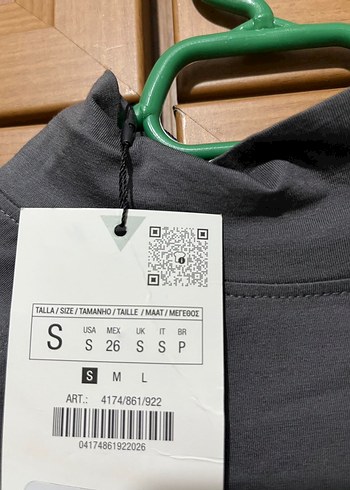 TALLA / SIZE / TAMANHO / TAILLE / MAAT / ΜΕΓΕΘΟΣ
USA MEX UK IT BR
S S 26 S S P
S M L
ART.: 4174/861/922
04174861922026